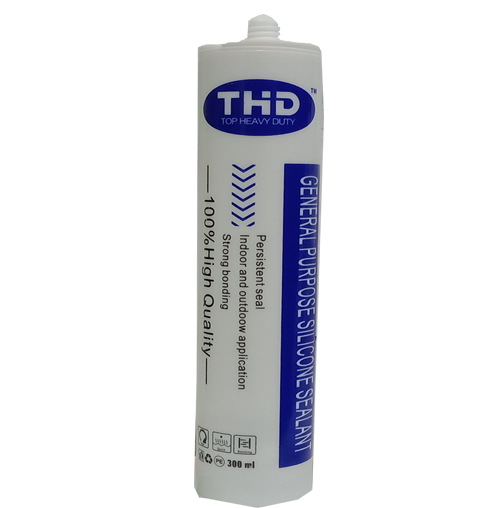 THD
TM
TOP HEAVY DUTY
GENERAL PURPOSE SILICONE SEALANT
Persistent seal
Indoor and outdoow application
Strong bonding
100%High Quality
PE
300 ml